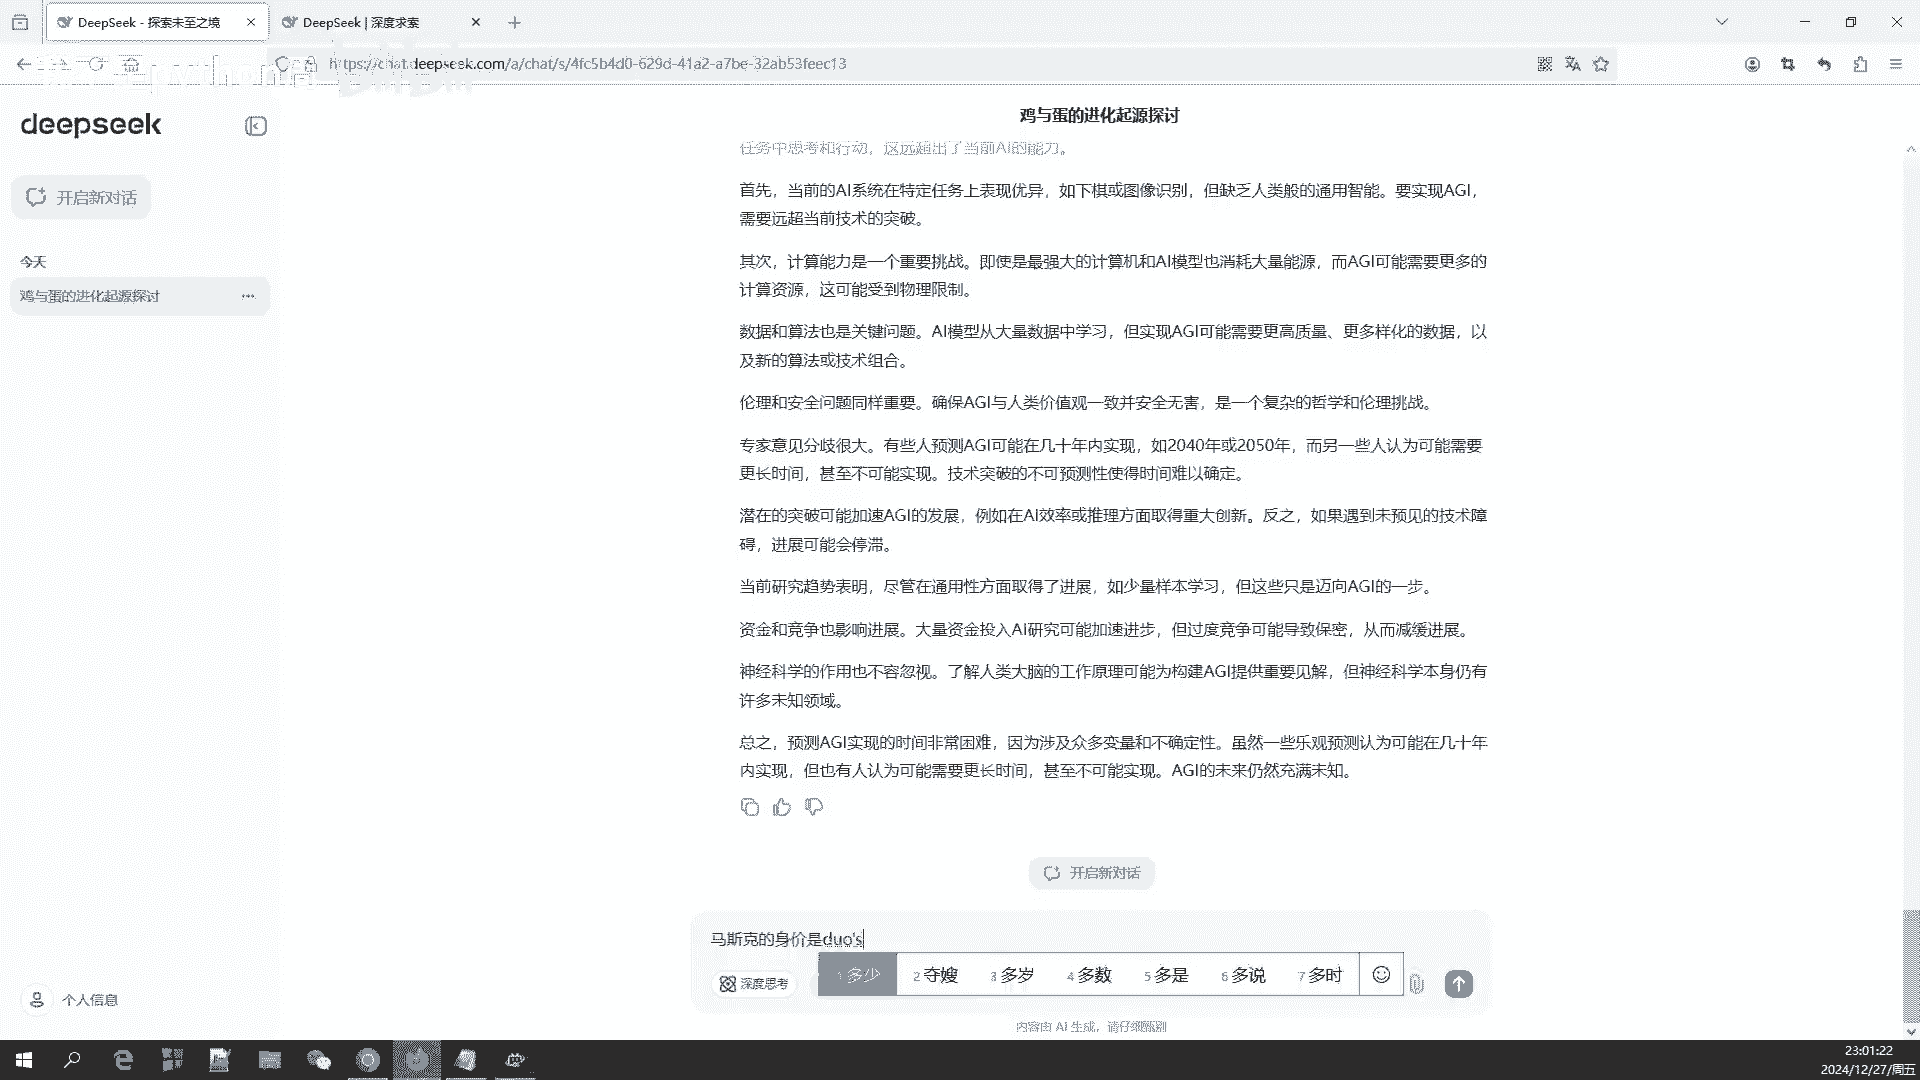 DeepSeek - 探索未至之境
DeepSeek | 深度求索
https://chat.deepseek.com/a/chat/s/4fc5b4d0-629d-41a2-a7be-32ab53feec13
deepseek
开启新对话
今天
鸡与蛋的进化起源探讨
个人信息
鸡与蛋的进化起源探讨
任务中思考和行动，这远超出了当前AI的能力。
首先，当前的AI系统在特定任务上表现优异，如下棋或图像识别，但缺乏人类般的通用智能。要实现AGI，
需要远超当前技术的突破。
其次，计算能力是一个重要挑战。即使是最强大的计算机和AI模型也消耗大量能源，而AGI可能需要更多的
计算资源，这可能受到物理限制。
数据和算法也是关键问题。AI模型从大量数据中学习，但实现AGI可能需要更高质量、更多样化的数据，以
及新的算法或技术组合。
伦理和安全问题同样重要。确保AGI与人类价值观一致并安全无害，是一个复杂的哲学和伦理挑战。
专家意见分歧很大。有些人预测AGI可能在几十年内实现，如2040年或2050年，而另一些人认为可能需要
更长时间，甚至不可能实现。技术突破的不可预测性使得时间难以确定。
潜在的突破可能加速AGI的发展，例如在AI效率或推理方面取得重大创新。反之，如果遇到未预见的技术障
碍，进展可能会停滞。
当前研究趋势表明，尽管在通用性方面取得了进展，如少量样本学习，但这些只是迈向AGI的一步。
资金和竞争也影响进展。大量资金投入AI研究可能加速进步，但过度竞争可能导致保密，从而减缓进展。
神经科学的作用也不容忽视。了解人类大脑的工作原理可能为构建AGI提供重要见解，但神经科学本身仍有
许多未知领域。
总之，预测AGI实现的时间非常困难，因为涉及众多变量和不确定性。虽然一些乐观预测认为可能在几十年
内实现，但也有人认为可能需要更长时间，甚至不可能实现。AGI的未来仍然充满未知。
开启新对话
马斯克的身价是duo's
1 多少 2 夺嫂 3 多岁 4 多数 5 多是 6 多说 7 多时
深度思考
内容由 AI 生成，请仔细甄别
23:01:22
2024/12/27/周五